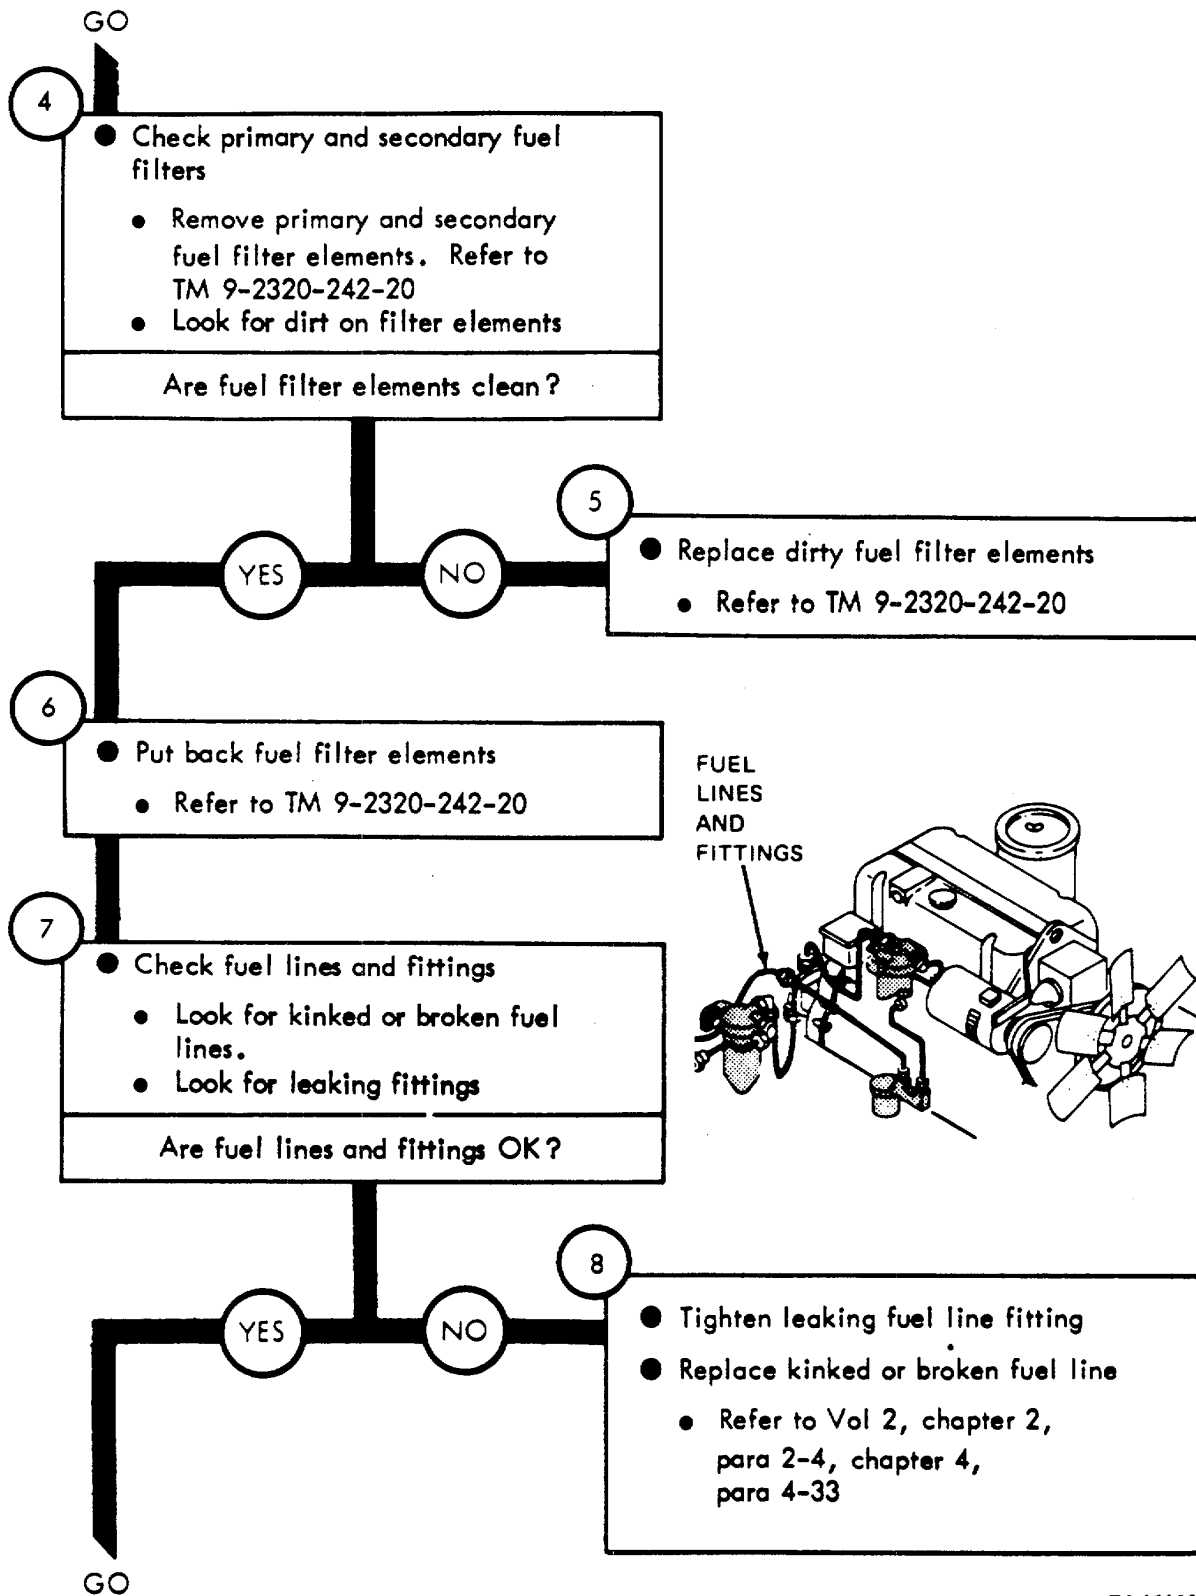 GO
4
● Check primary and secondary fuel
filters
● Remove primary and secondary
fuel filter elements. Refer to
TM 9-2320-242-20
● Look for dirt on filter elements
Are fuel filter elements clean?
YES
NO
5
● Replace dirty fuel filter elements
● Refer to TM 9-2320-242-20
6
● Put back fuel filter elements
● Refer to TM 9-2320-242-20
FUEL
LINES
AND
FITTINGS
7
● Check fuel lines and fittings
● Look for kinked or broken fuel
lines.
● Look for leaking fittings
Are fuel lines and fittings OK?
YES
NO
8
● Tighten leaking fuel line fitting
● Replace kinked or broken fuel line
● Refer to Vol 2, chapter 2,
para 2-4, chapter 4,
para 4-33
GO